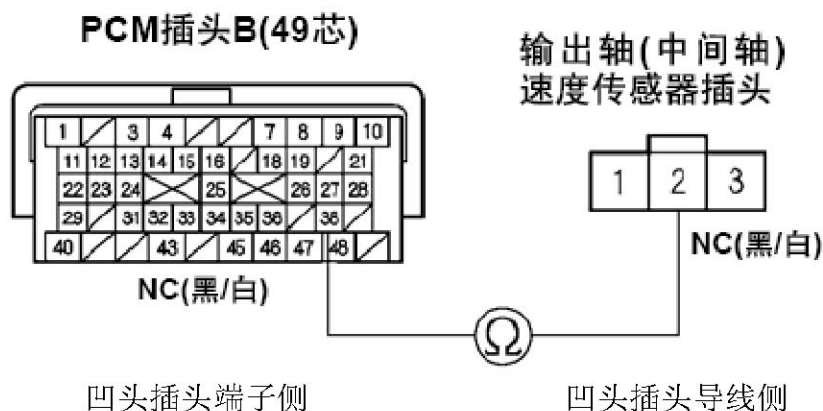 PCM插头B(49芯)
输出轴(中间轴)
速度传感器插头
1 3 4 7 8 9 10
11 12 13 14 15 16 18 19 21
22 23 24 25 26 27 28
29 31 32 33 34 35 36 38
40 43 45 46 47 48
1 2 3
NC(黑/白)
NC(黑/白)
Ω
凹头插头端子侧
凹头插头导线侧